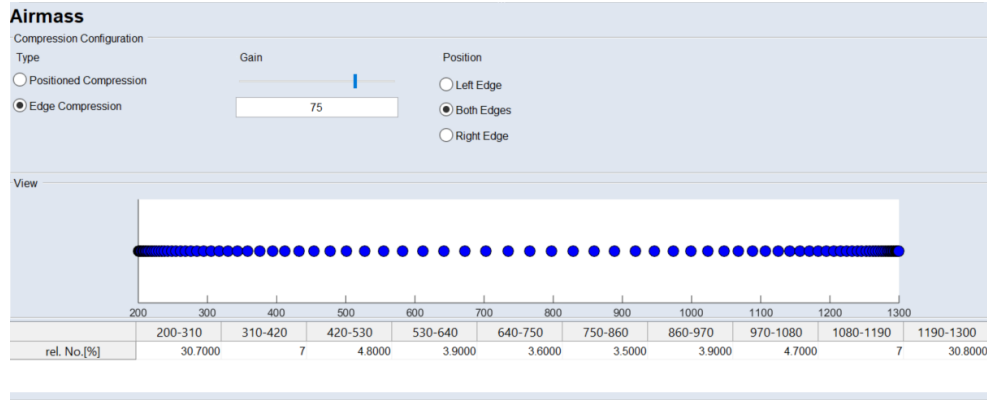 Airmass
Compression Configuration
Type Gain Position
Positioned Compression
Left Edge
Edge Compression 75 Both Edges
Right Edge
View
200 300 400 500 600 700 800 900 1000 1100 1200 1300
200-310 310-420 420-530 530-640 640-750 750-860 860-970 970-1080 1080-1190 1190-1300
rel. No.[%] 30.7000 7 4.8000 3.9000 3.6000 3.5000 3.9000 4.7000 7 30.8000